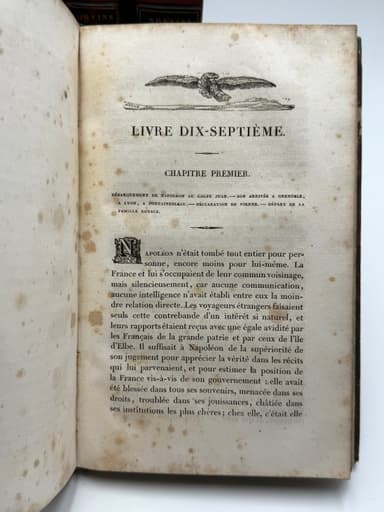 LIVRE DIX-SEPTIÈME.
CHAPITRE PREMIER.
DÉBARQUEMENT DE NAPOLÉON AU GOLFE JUAN. — SON ARRIVÉE A GRENOBLE,
A LYON, A FONTAINEBLEAU. — DÉCLARATION DE VIENNE. — DÉPART DE LA
FAMILLE ROYALE.
NAPOLÉON n'était tombé tout entier pour per-
sonne, encore moins pour lui-même. La
France et lui s'occupaient de leur commun voisinage,
mais silencieusement, car aucune communication,
aucune intelligence n'avait établi entre eux la moin-
dre relation directe. Les voyageurs étrangers faisaient
seuls cette contrebande d'un intérêt si naturel, et
leurs rapports étaient reçus avec une égale avidité par
les Français de la grande patrie et par ceux de l'île
d'Elbe. Il suffisait à Napoléon de la supériorité de
son jugement pour apprécier la vérité dans les récits
qui lui parvenaient, et pour estimer la position de
la France vis-à-vis de son gouvernement : elle avait
été blessée dans tous ses souvenirs, menacée dans ses
droits, troublée dans ses jouissances, châtiée dans
ses institutions les plus chères ; chez elle, c'était elle